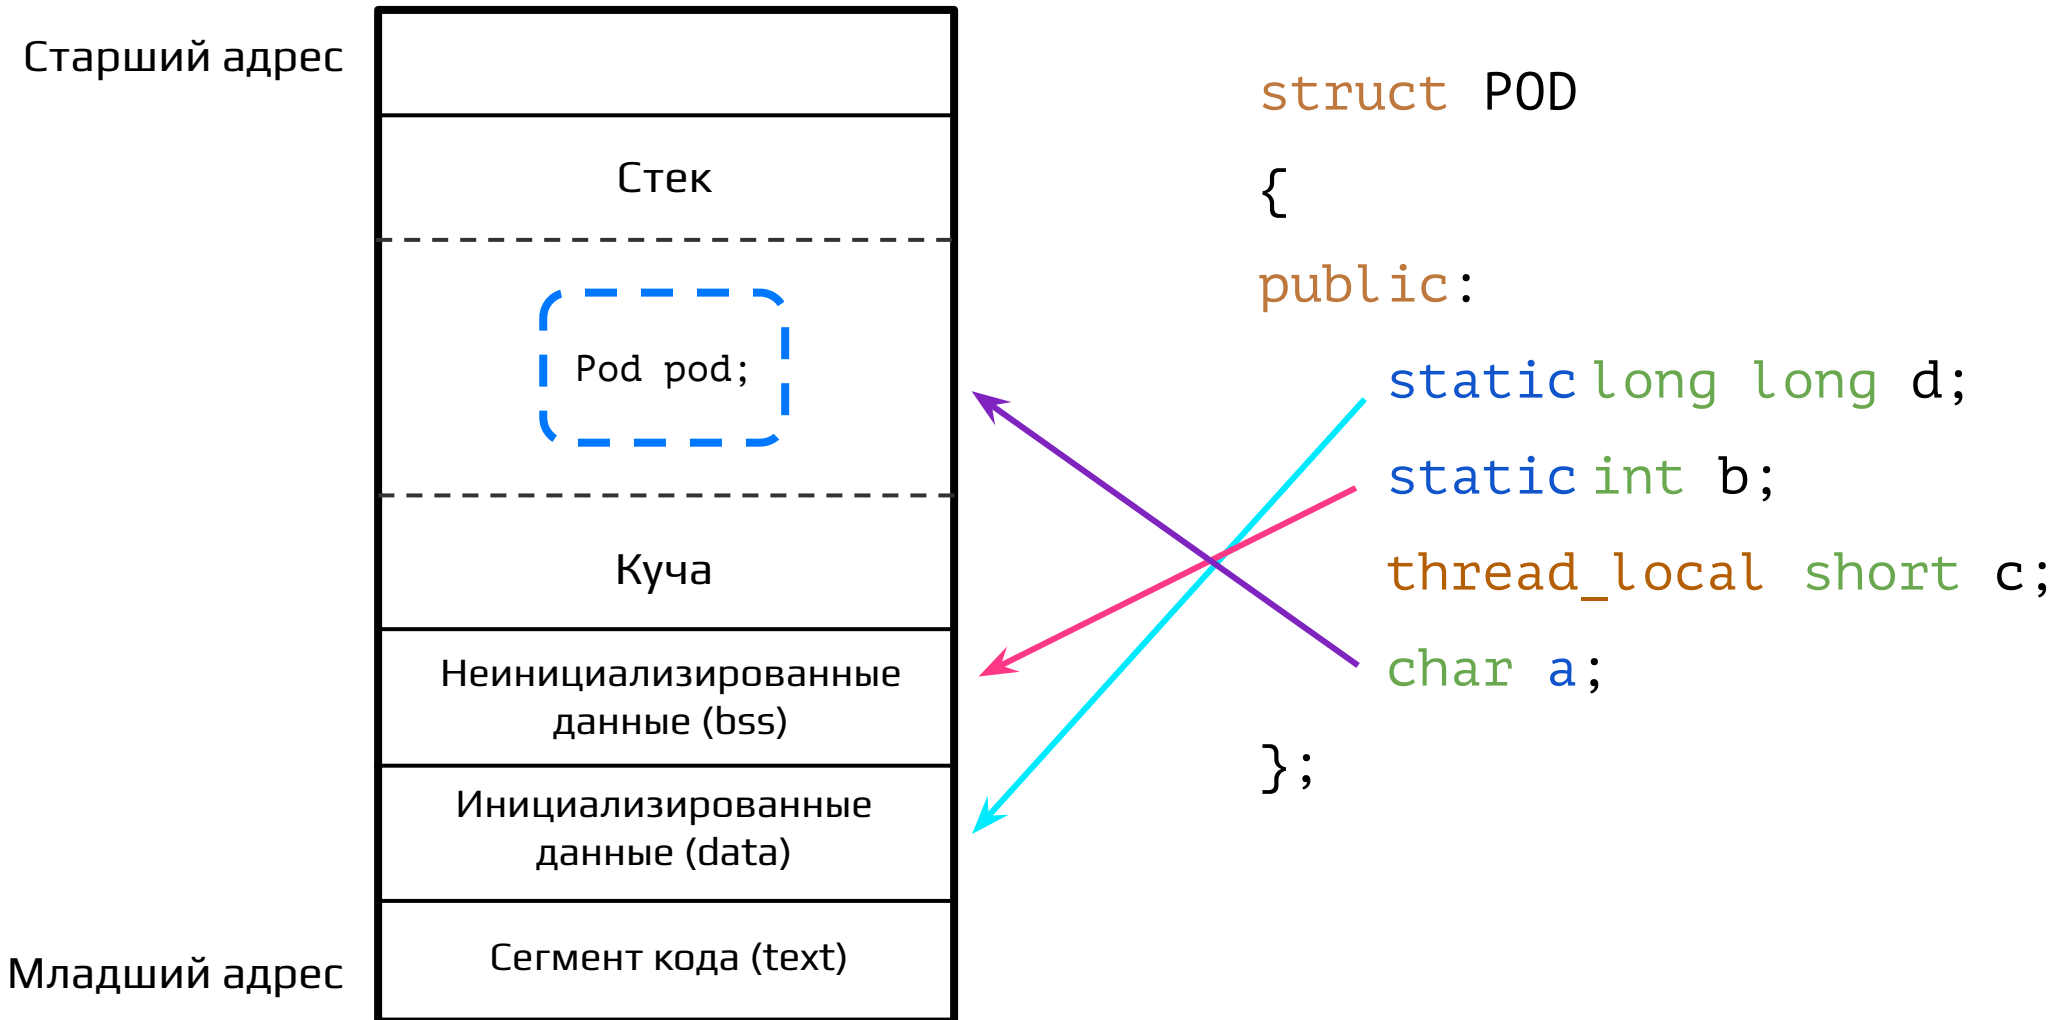 Старший адрес
Стек
Pod pod;
Куча
Неинициализированные
данные (bss)
Инициализированные
данные (data)
Сегмент кода (text)
Младший адрес
struct POD
{
public:
static long long d;
static int b;
thread_local short c;
char a;
};